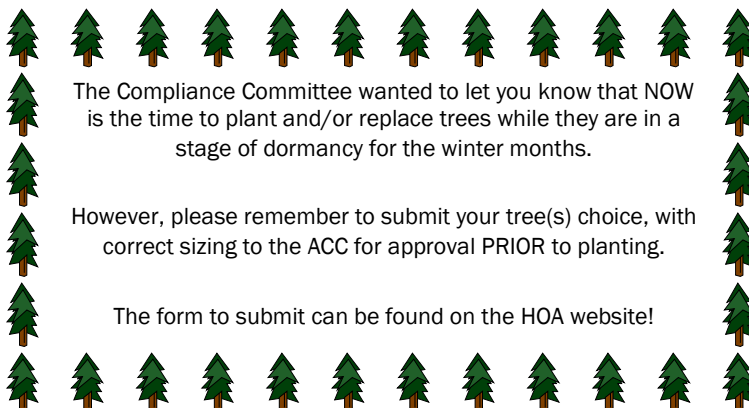 The Compliance Committee wanted to let you know that NOW
is the time to plant and/or replace trees while they are in a
stage of dormancy for the winter months.
However, please remember to submit your tree(s) choice, with
correct sizing to the ACC for approval PRIOR to planting.
The form to submit can be found on the HOA website!